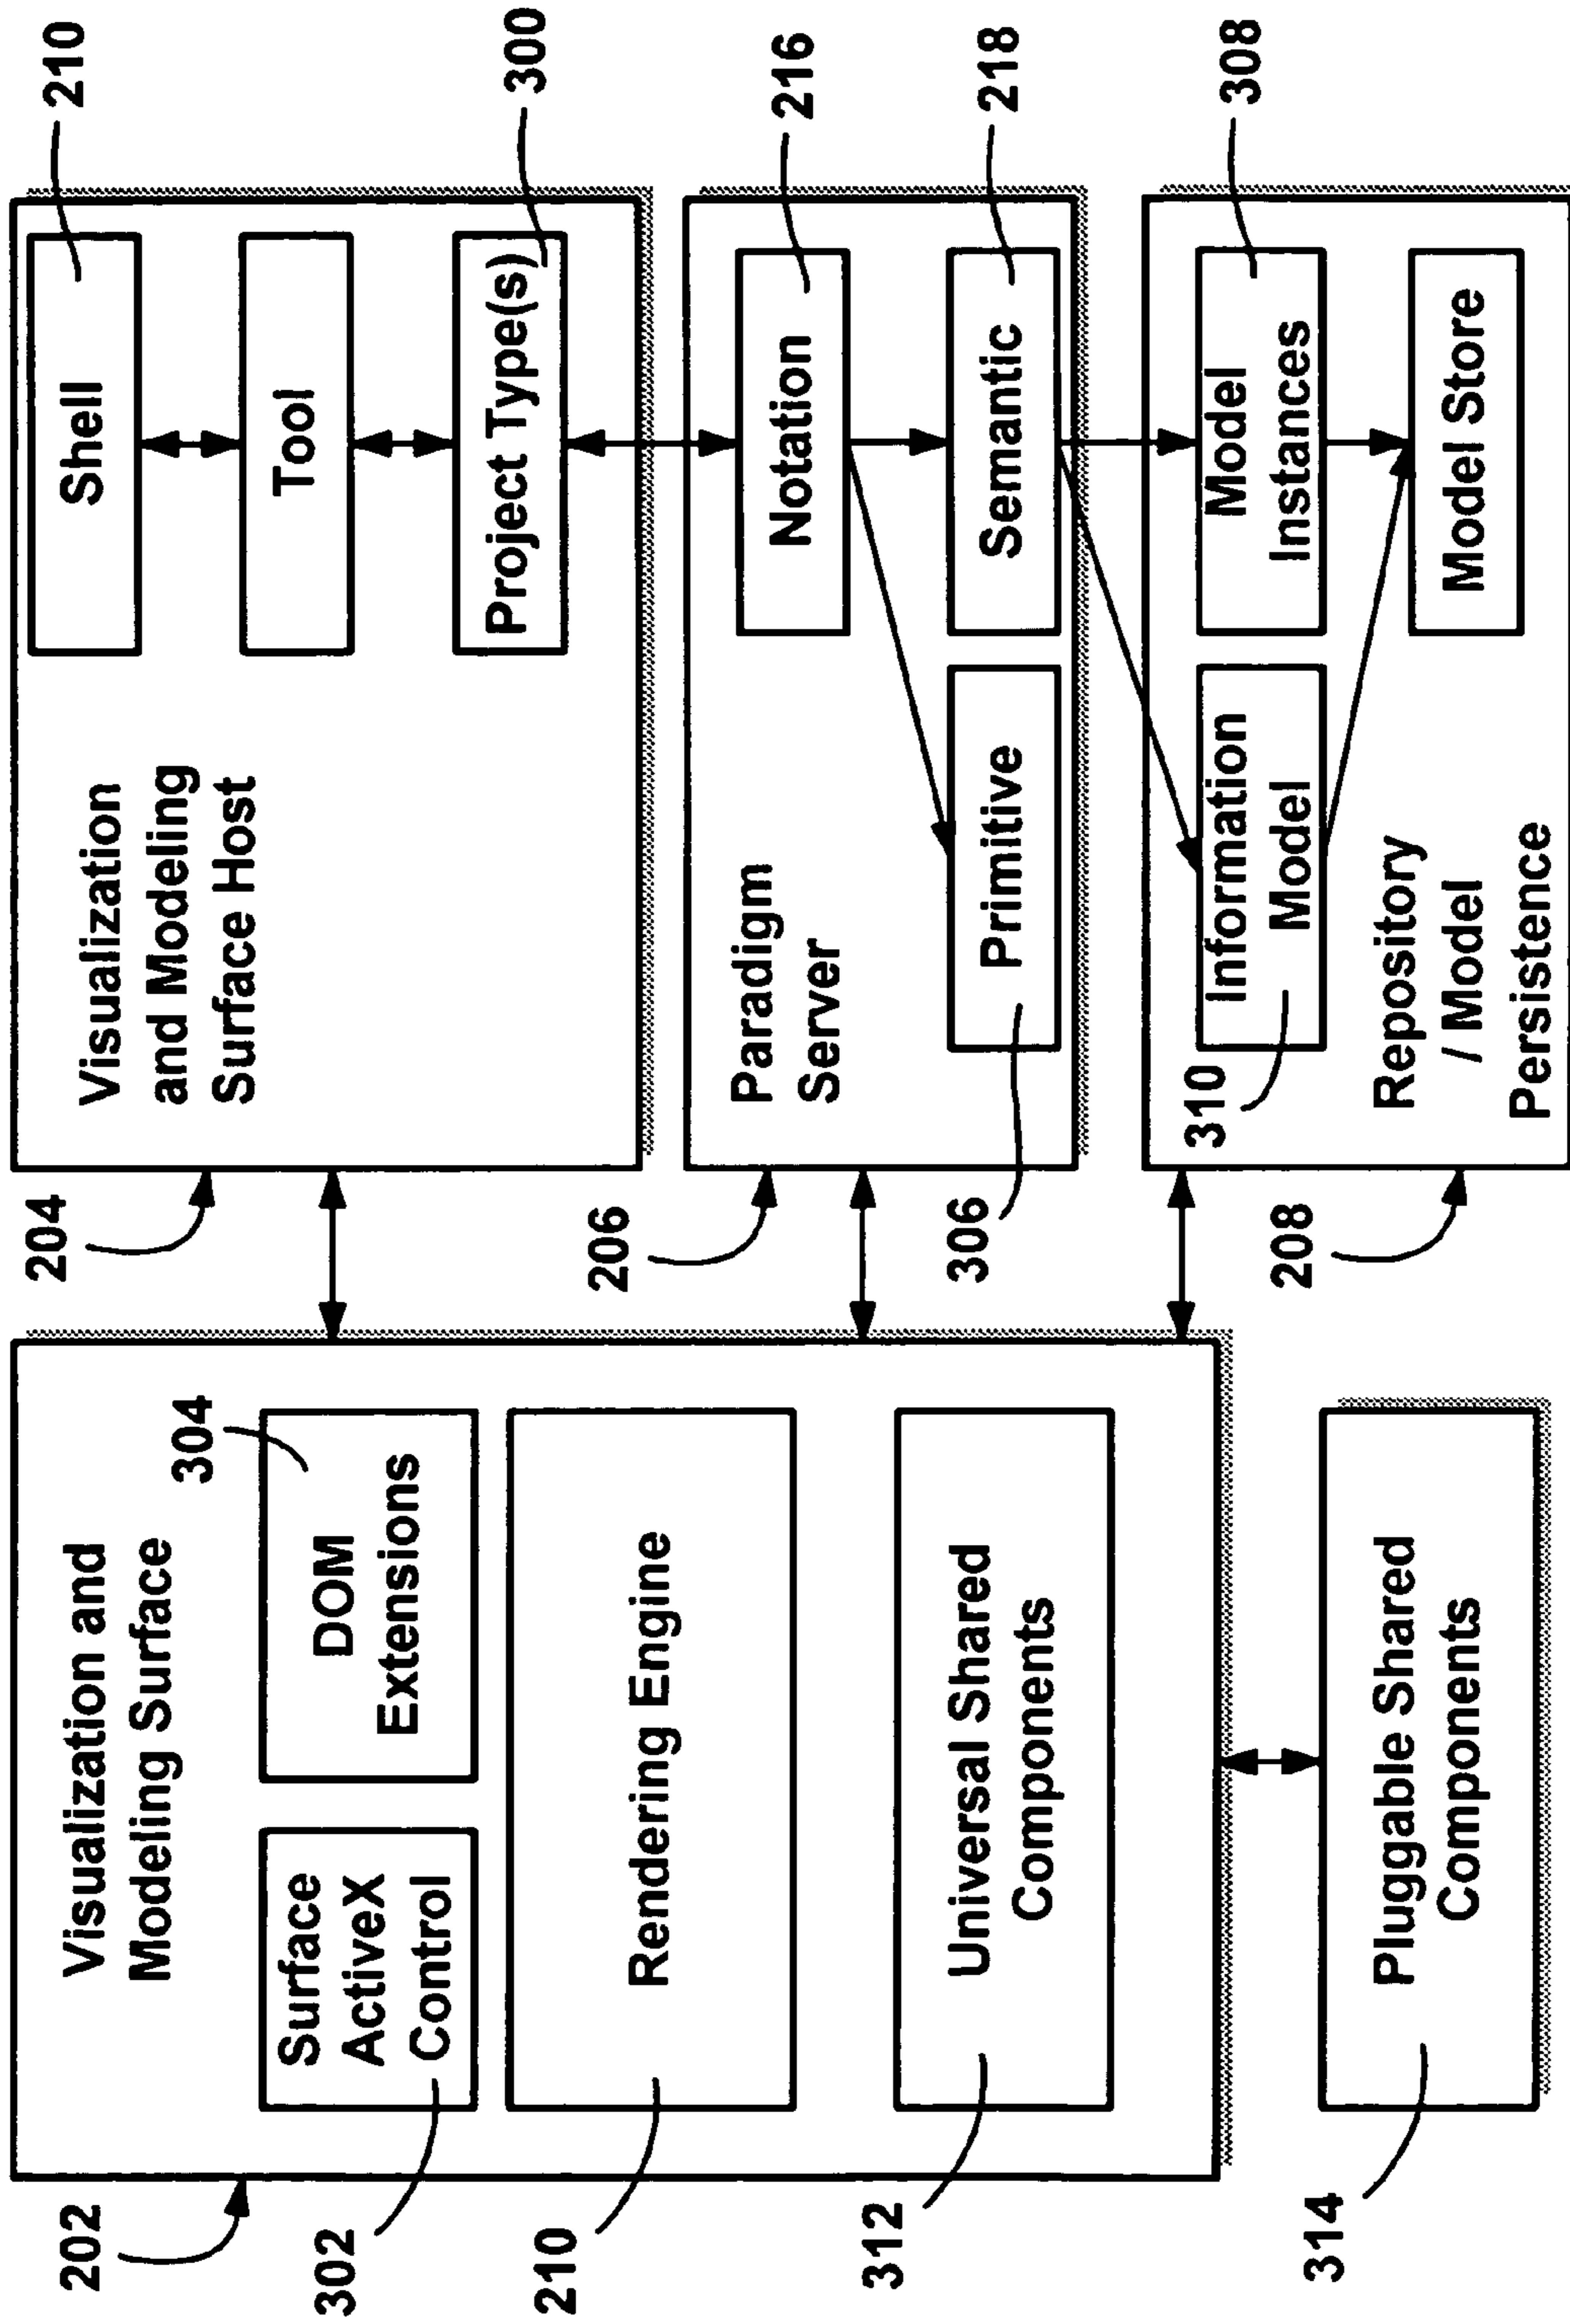 202
Visualization and
Modeling Surface
302
Surface
ActiveX
Control
304
DOM
Extensions
210
Rendering Engine
312
Universal Shared
Components
314
Pluggable Shared
Components
204
Visualization
and Modeling
Surface Host
210
Shell
Tool
300
Project Type(s)
206
Paradigm
Server
216
Notation
306
Primitive
218
Semantic
208
310
Information
Model
308
Model
Instances
Repository
/ Model
Persistence
Model Store